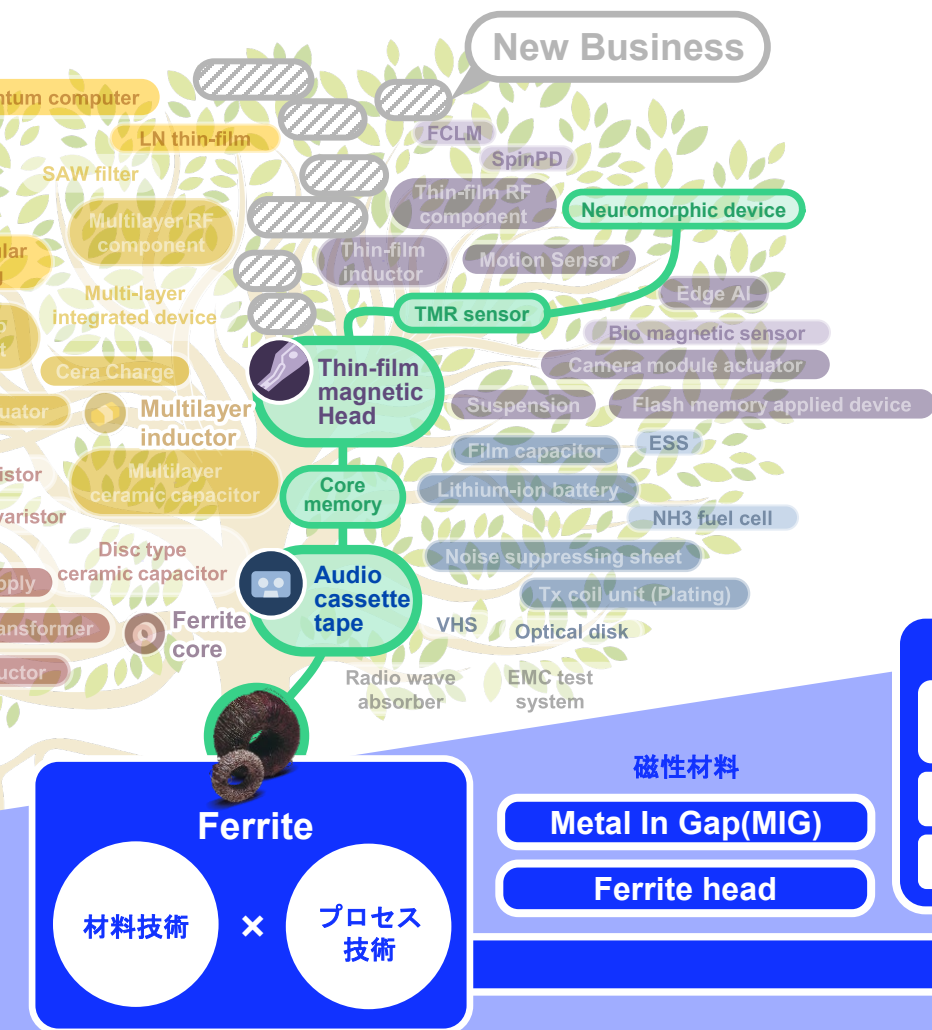 New Business
ntum computer
LN thin-film
FCLM
SpinPD
SAW filter
Thin-film RF
component
Neuromorphic device
Multilayer RF
component
Thin-film
inductor
Motion Sensor
Multi-layer
integrated device
Edge AI
TMR sensor
Bio magnetic sensor
Camera module actuator
Cera Charge
Thin-film
magnetic
Head
Suspension
Flash memory applied device
Multilayer
inductor
Film capacitor
ESS
Multilayer
ceramic capacitor
Core
memory
Lithium-ion battery
NH3 fuel cell
varistor
Disc type
ceramic capacitor
Noise suppressing sheet
Audio
cassette
tape
Tx coil unit (Plating)
ansformer
Ferrite
core
VHS
Optical disk
Radio wave
absorber
EMC test
system
磁性材料
Metal In Gap(MIG)
Ferrite head
Ferrite
材料技術
×
プロセス
技術